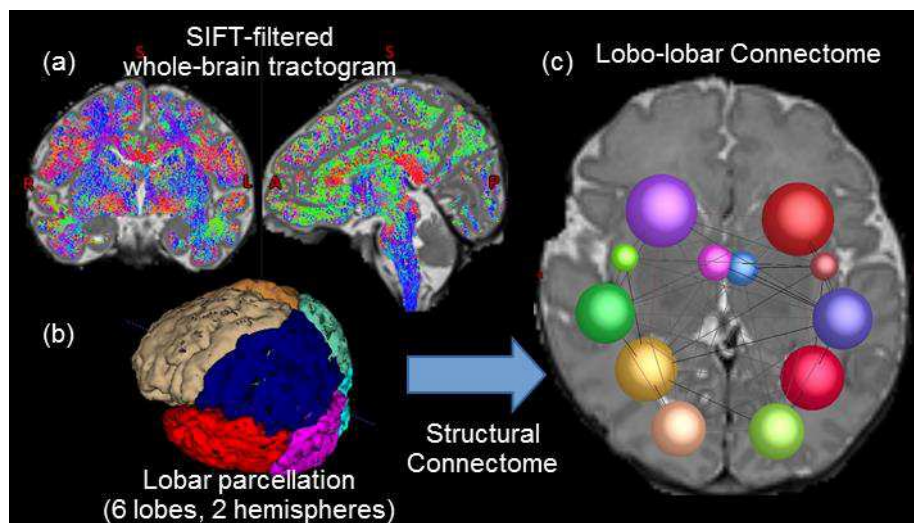 (a)
SIFT-filtered
whole-brain tractogram
S
R
L
S
A
P
(b)
Lobar parcellation
(6 lobes, 2 hemispheres)
Structural
Connectome
(c)
Lobo-lobar Connectome